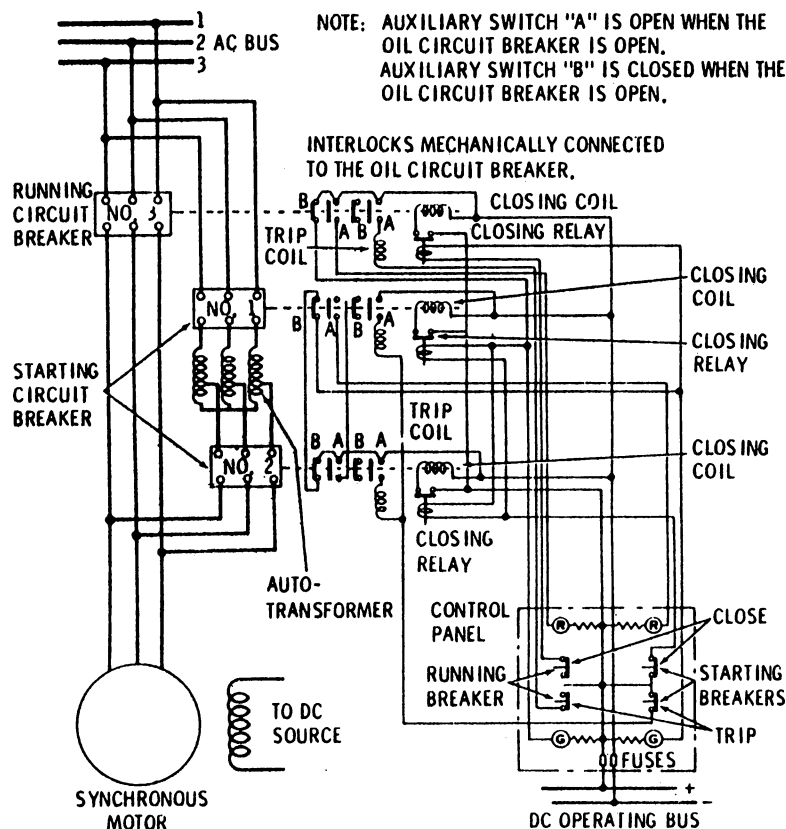 1
2 AC BUS
3
NOTE: AUXILIARY SWITCH "A" IS OPEN WHEN THE
OIL CIRCUIT BREAKER IS OPEN.
AUXILIARY SWITCH "B" IS CLOSED WHEN THE
OIL CIRCUIT BREAKER IS OPEN.
INTERLOCKS MECHANICALLY CONNECTED
TO THE OIL CIRCUIT BREAKER.
RUNNING
CIRCUIT
BREAKER
NO. 3
B
A
B
A
CLOSING COIL
CLOSING RELAY
TRIP
COIL
CLOSING
COIL
NO. 1
B
A
B
A
CLOSING
RELAY
STARTING
CIRCUIT
BREAKER
TRIP
COIL
NO. 2
B A B A
CLOSING
COIL
CLOSING
RELAY
AUTO-
TRANSFORMER
CONTROL
PANEL
R R
CLOSE
RUNNING
BREAKER
STARTING
BREAKERS
TRIP
G G
FUSES
TO DC
SOURCE
SYNCHRONOUS
MOTOR
+
-
DC OPERATING BUS